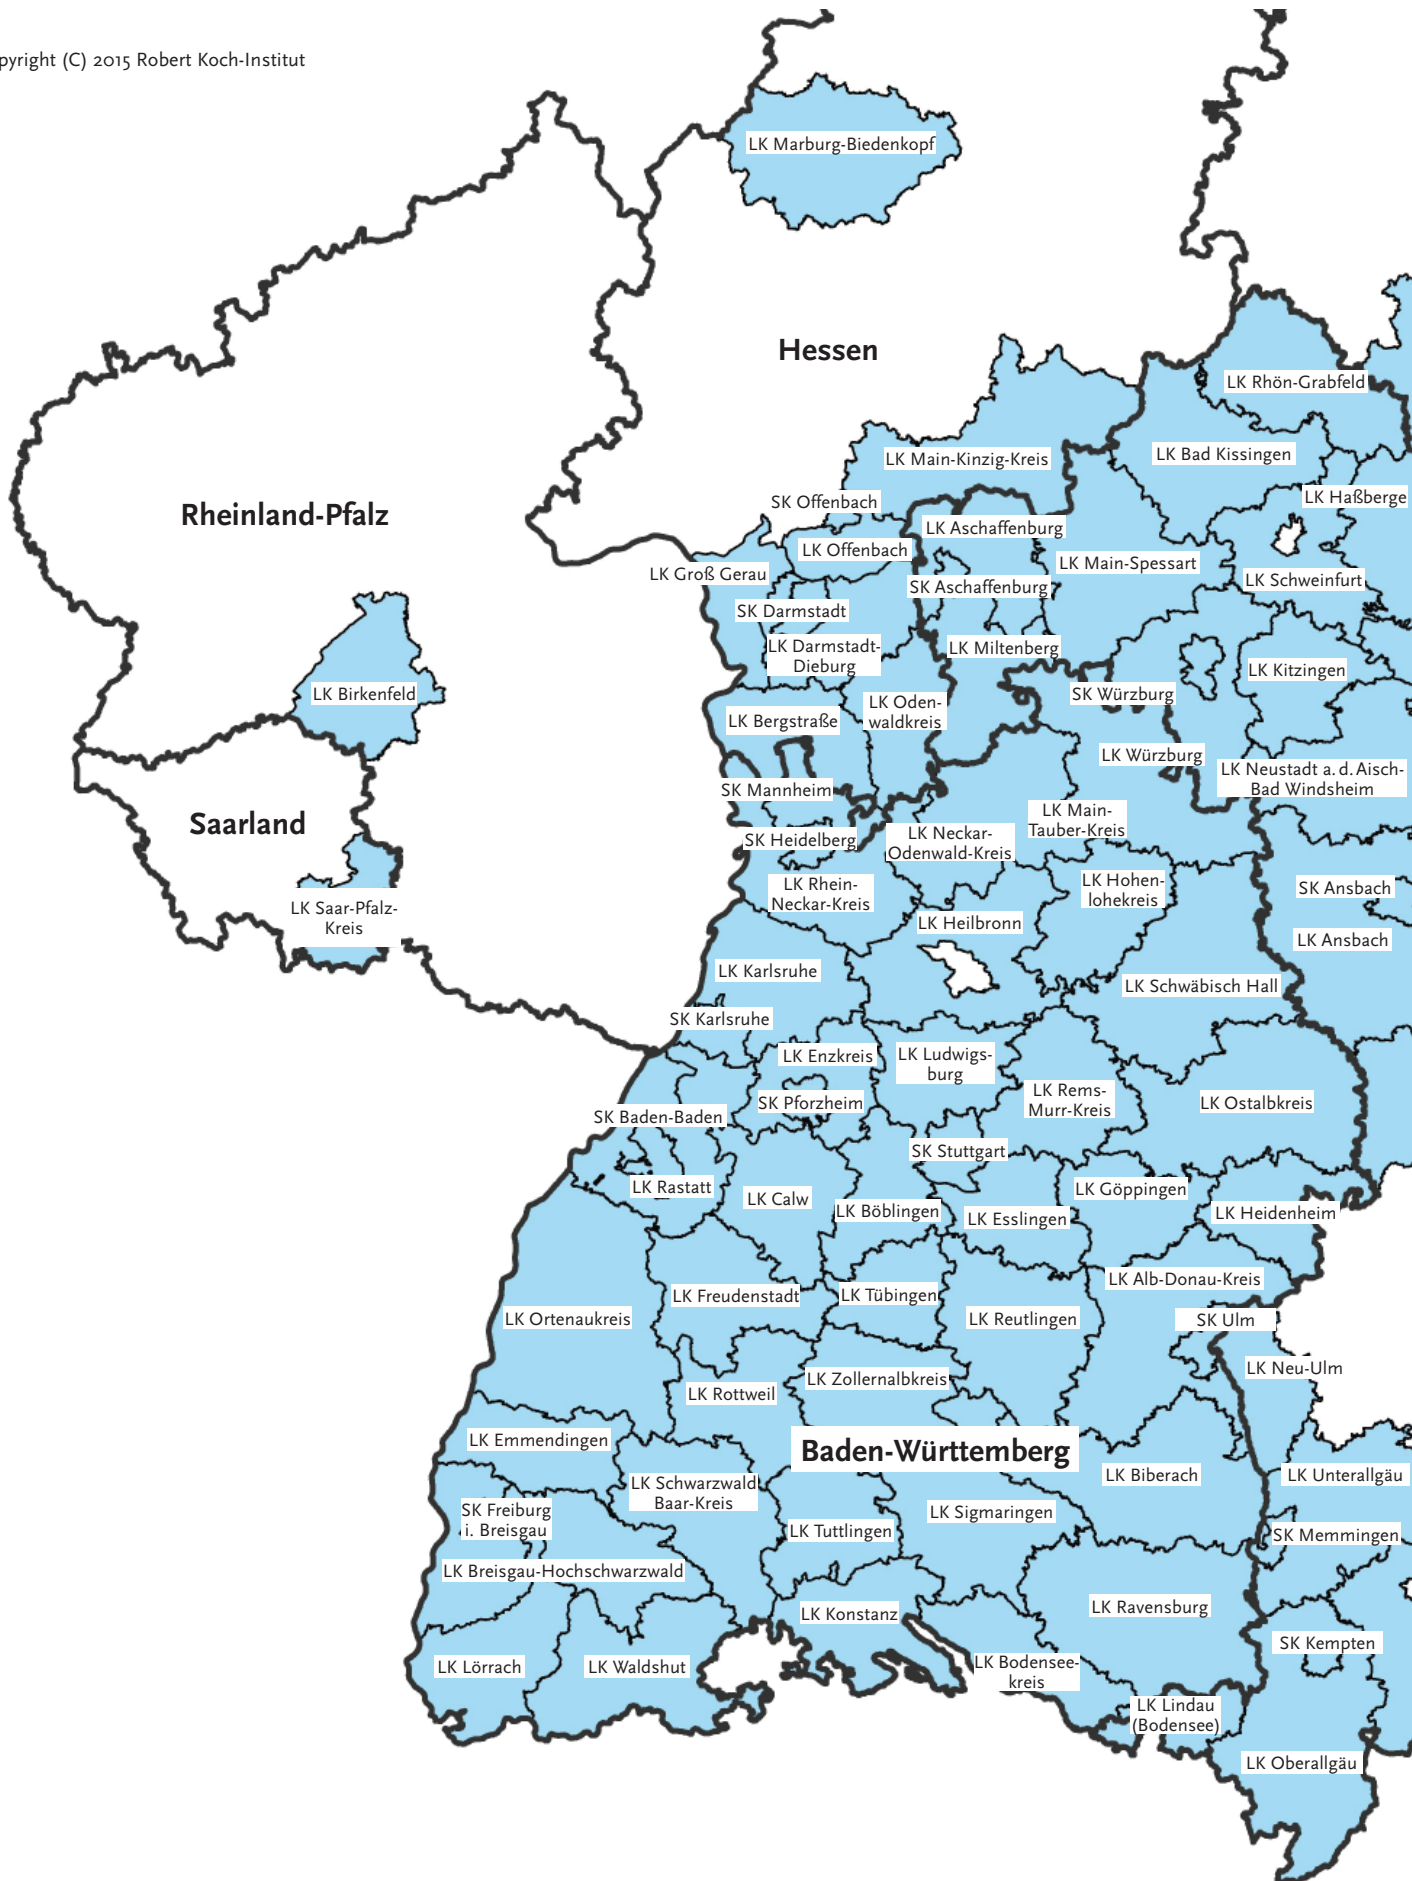 pyright (C) 2015 Robert Koch-Institut
LK Marburg-Biedenkopf
Hessen
LK Rhön-Grabfeld
LK Bad Kissingen
LK Main-Kinzig-Kreis
LK Haßberge
SK Offenbach
Rheinland-Pfalz
LK Aschaffenburg
LK Offenbach
LK Main-Spessart
LK Groß Gerau
LK Schweinfurt
SK Aschaffenburg
SK Darmstadt
LK Darmstadt-
Dieburg
LK Miltenberg
LK Kitzingen
LK Birkenfeld
SK Würzburg
LK Oden-
waldkreis
LK Bergstraße
LK Würzburg
LK Neustadt a. d. Aisch-
Bad Windsheim
SK Mannheim
LK Main-
Tauber-Kreis
Saarland
SK Heidelberg
LK Neckar-
Odenwald-Kreis
LK Rhein-
Neckar-Kreis
LK Hohen-
lohekreis
SK Ansbach
LK Saar-Pfalz-
Kreis
LK Heilbronn
LK Ansbach
LK Karlsruhe
LK Schwäbisch Hall
SK Karlsruhe
LK Enzkreis
LK Ludwigs-
burg
SK Pforzheim
LK Rems-
Murr-Kreis
LK Ostalbkreis
SK Baden-Baden
SK Stuttgart
LK Rastatt
LK Calw
LK Göppingen
LK Böblingen
LK Esslingen
LK Heidenheim
LK Alb-Donau-Kreis
LK Freudenstadt
LK Tübingen
LK Ortenaukreis
LK Reutlingen
SK Ulm
LK Neu-Ulm
LK Zollernalbkreis
LK Rottweil
LK Emmendingen
Baden-Württemberg
LK Biberach
LK Unterallgäu
LK Schwarzwald
Baar-Kreis
SK Freiburg
i. Breisgau
LK Sigmaringen
LK Tuttlingen
SK Memmingen
LK Breisgau-Hochschwarzwald
LK Konstanz
LK Ravensburg
SK Kempten
LK Lörrach
LK Waldshut
LK Bodensee-
kreis
LK Lindau
(Bodensee)
LK Oberallgäu